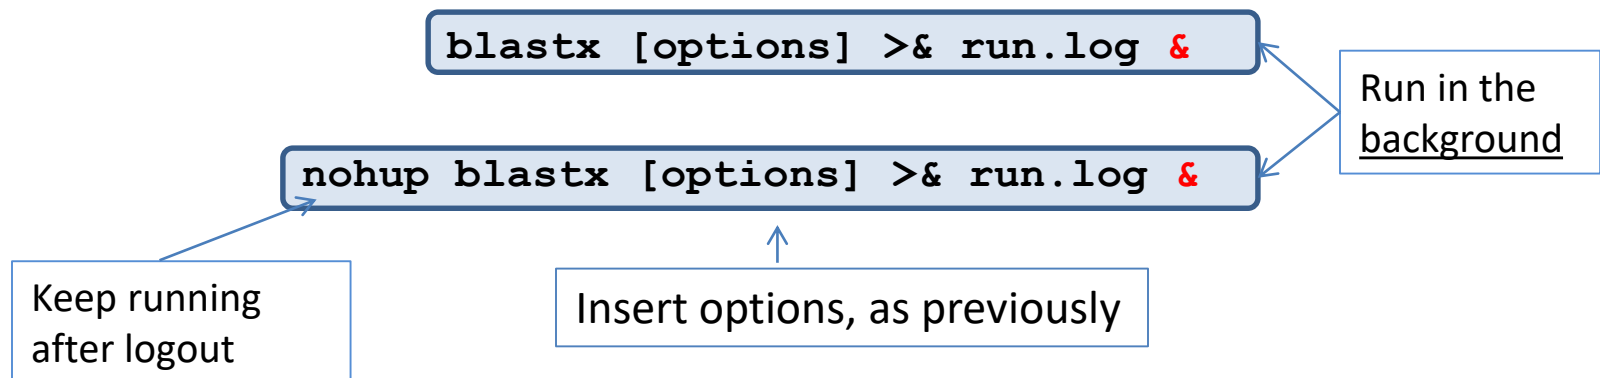 blastx [options] >& run.log &
Run in the
background
nohup blastx [options] >& run.log &
Keep running
after logout
Insert options, as previously